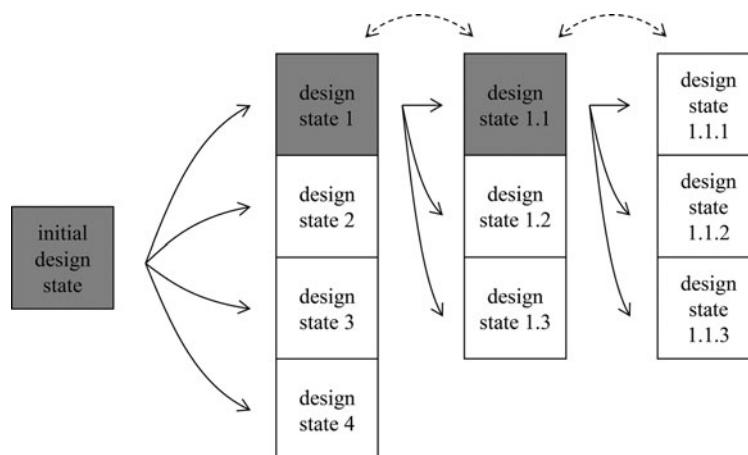 initial
design
state
design
state 1
design
state 2
design
state 3
design
state 4
design
state 1.1
design
state 1.2
design
state 1.3
design
state
1.1.1
design
state
1.1.2
design
state
1.1.3